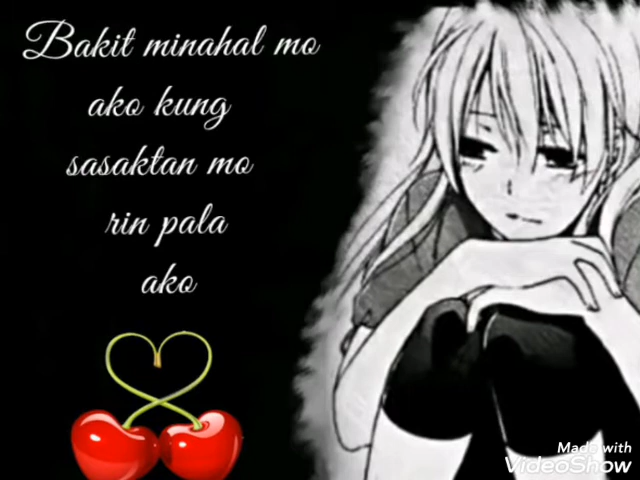 Bakit minahal mo
ako kung
sasaktan mo
rin pala
ako
Made with
VideoShow